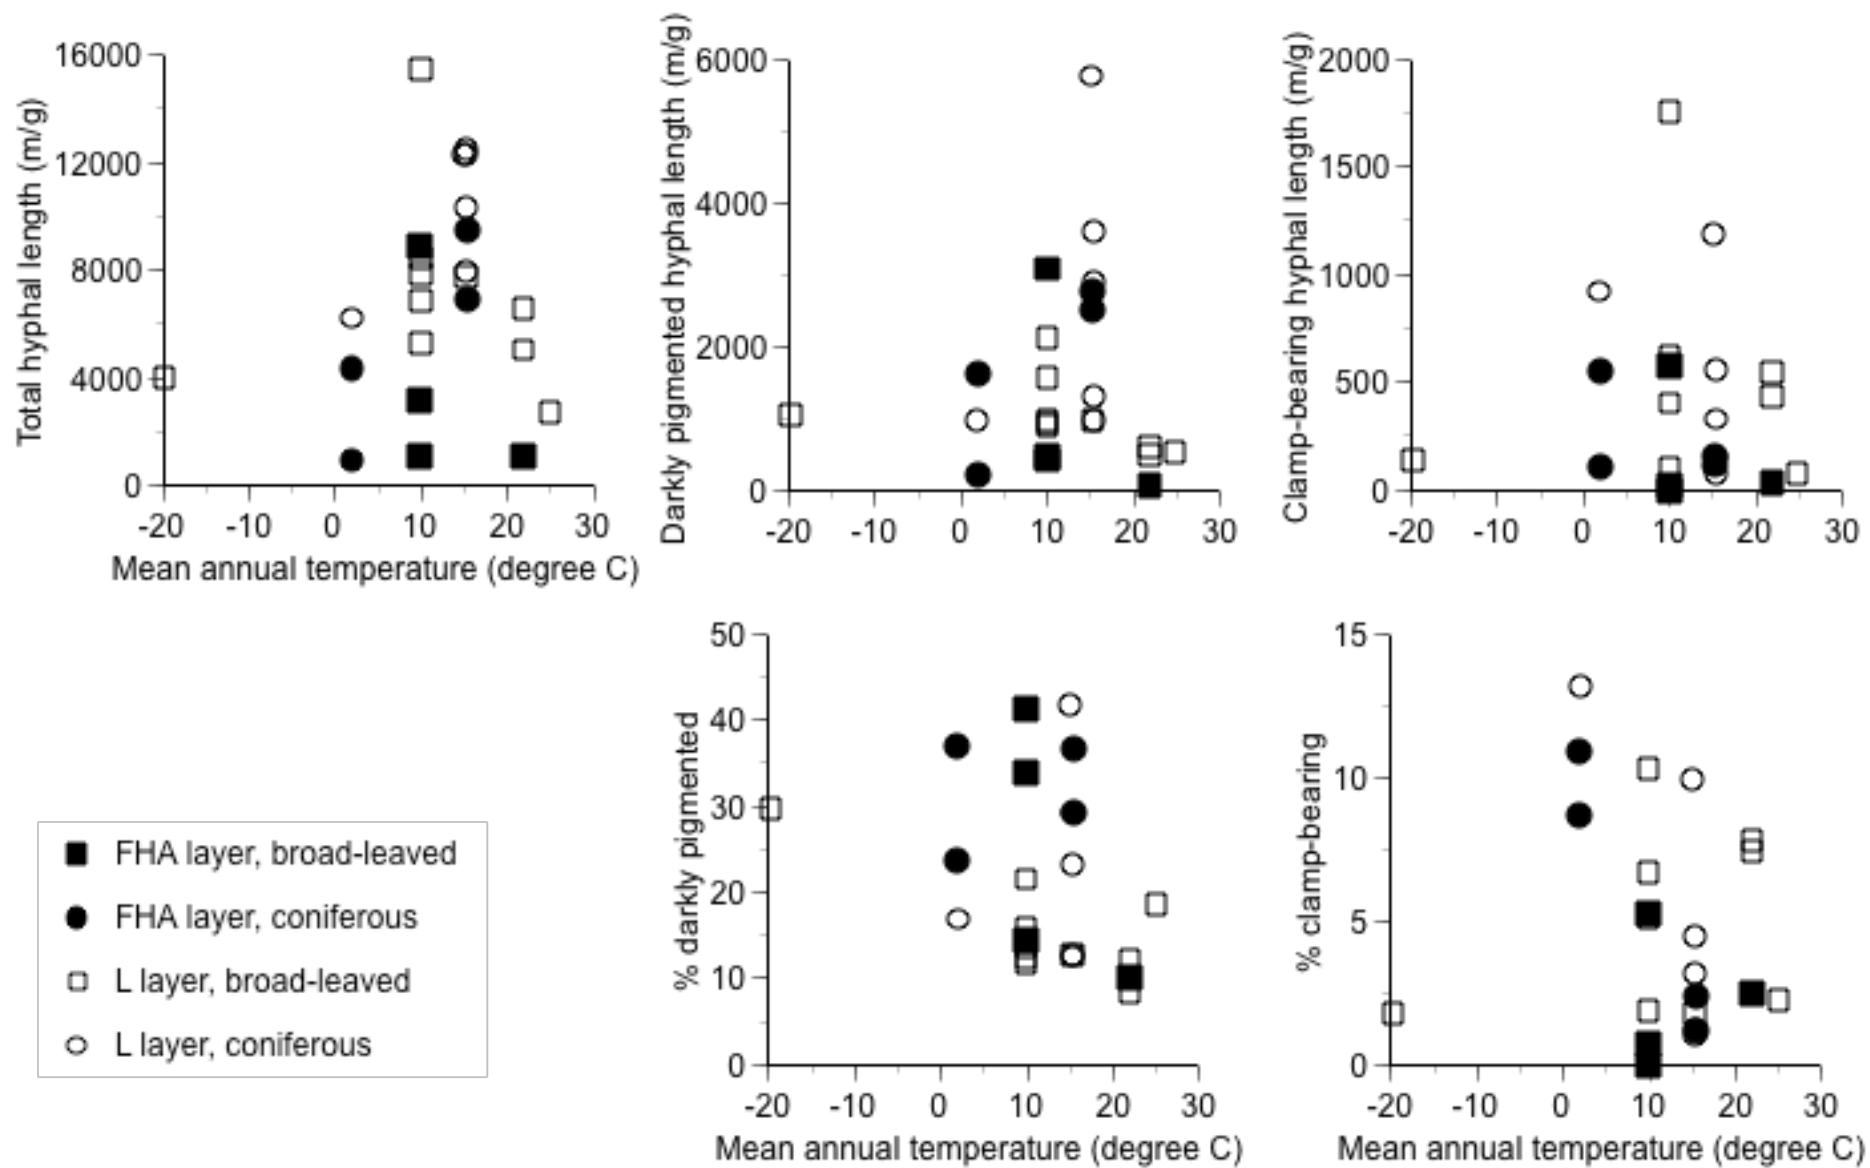 Total hyphal length (m/g)
16000
12000
8000
4000
0
-20 -10 0 10 20 30
Mean annual temperature (degree C)
Darkly pigmented hyphal length (m/g)
6000
4000
2000
0
-20 -10 0 10 20 30
Clamp-bearing hyphal length (m/g)
2000
1500
1000
500
0
-20 -10 0 10 20 30
FHA layer, broad-leaved
FHA layer, coniferous
L layer, broad-leaved
L layer, coniferous
% darkly pigmented
50
40
30
20
10
0
-20 -10 0 10 20 30
Mean annual temperature (degree C)
% clamp-bearing
15
10
5
0
-20 -10 0 10 20 30
Mean annual temperature (degree C)